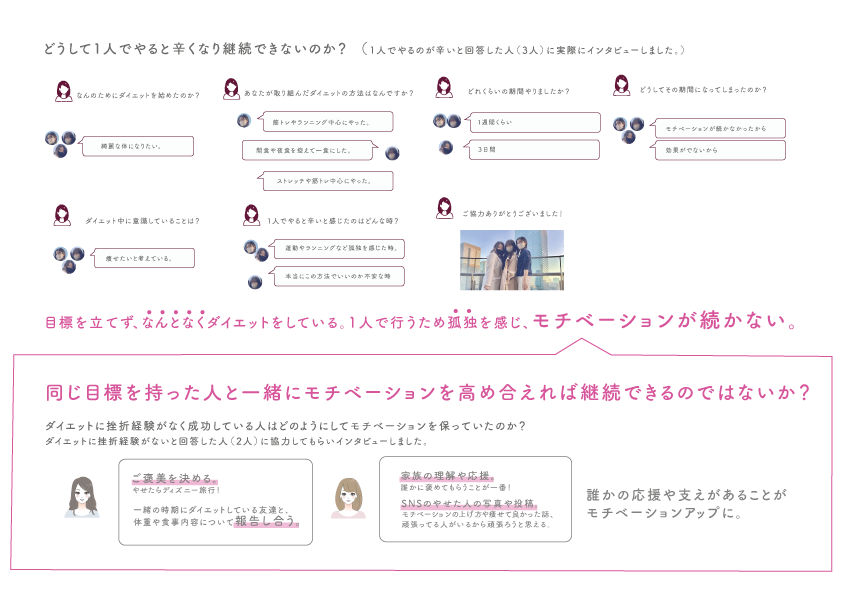 どうして1人でやると辛くなり継続できないのか？（1人でやるのが辛いと回答した人（3人）に実際にインタビューしました。）
なんのためにダイエットを始めたのか？
綺麗な体になりたい。
あなたが取り組んだダイエットの方法はなんですか？
筋トレやランニング中心にやった。
間食や夜食を控えて一食にした。
ストレッチや筋トレ中心にやった。
どれくらいの期間やりましたか？
1週間くらい
3日間
どうしてその期間になってしまったのか？
モチベーションが続かなかったから
効果がでないから
ダイエット中に意識していることは？
痩せたいと考えている。
1人でやると辛いと感じたのはどんな時？
運動やランニングなど孤独を感じた時。
本当にこの方法でいいのか不安な時
ご協力ありがとうございました！
目標を立てず、なんとなくダイエットをしている。1人で行うため孤独を感じ、モチベーションが続かない。
同じ目標を持った人と一緒にモチベーションを高め合えれば継続できるのではないか？
ダイエットに挫折経験がなく成功している人はどのようにしてモチベーションを保っていたのか？
ダイエットに挫折経験がないと回答した人（2人）に協力してもらいインタビューしました。
ご褒美を決める。
やせたらディズニー旅行！
一緒の時期にダイエットしている友達と、
体重や食事内容について報告し合う。
家族の理解や応援。
誰かに褒めてもらうことが一番！
SNSのやせた人の写真や投稿。
モチベーションの上げ方や痩せて良かった話、
頑張ってる人がいるから頑張ろうと思える。
誰かの応援や支えがあることが
モチベーションアップに。